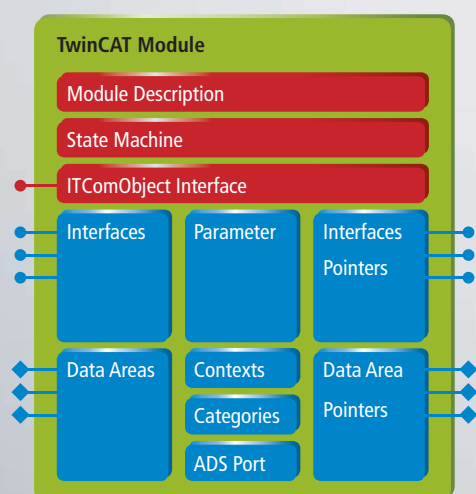 TwinCAT Module
Module Description
State Machine
ITComObject Interface
Interfaces
Parameter
Interfaces
Pointers
Data Areas
Contexts
Categories
ADS Port
Data Area
Pointers